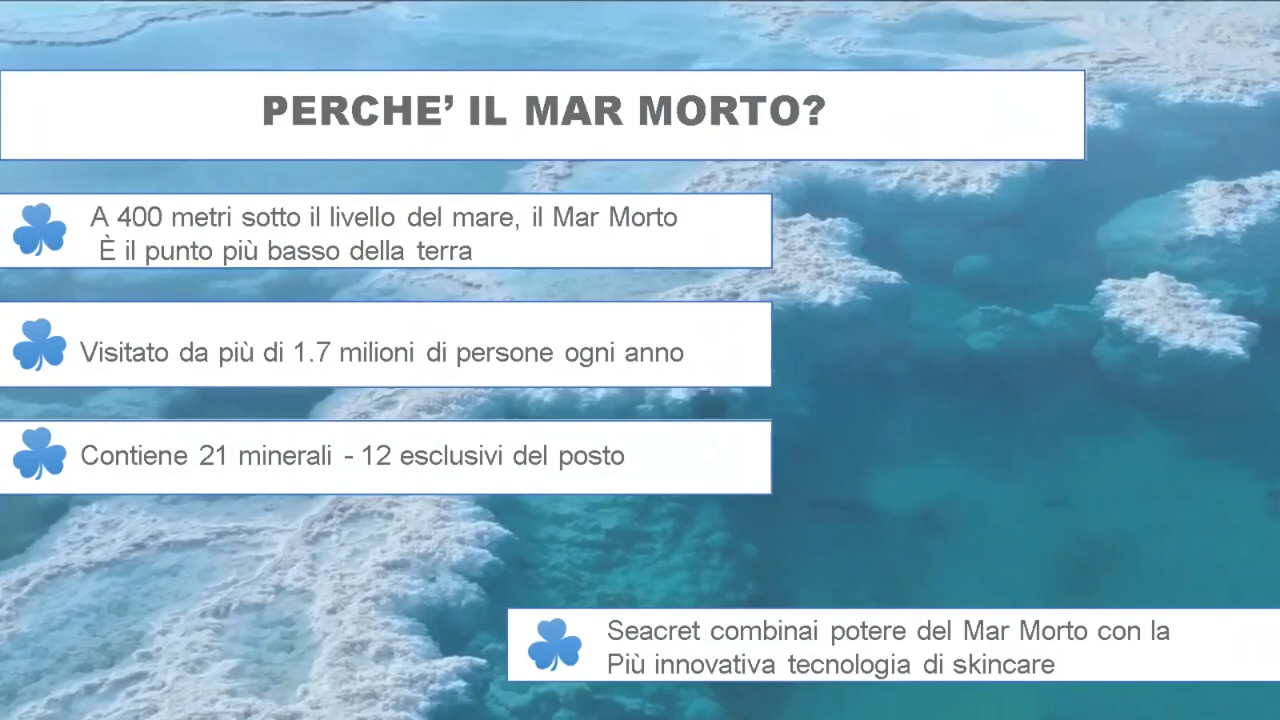 PERCHE’ IL MAR MORTO?
A 400 metri sotto il livello del mare, il Mar Morto
È il punto più basso della terra
Visitato da più di 1.7 milioni di persone ogni anno
Contiene 21 minerali - 12 esclusivi del posto
Seacret combinai potere del Mar Morto con la
Più innovativa tecnologia di skincare